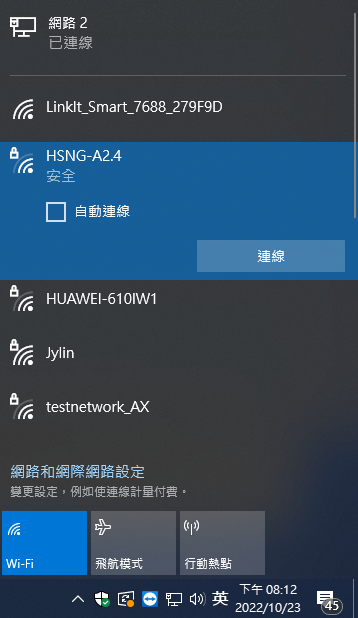 網路 2
已連線
LinkIt_Smart_7688_279F9D
HSNG-A2.4
安全
自動連線
連線
HUAWEI-610IW1
Jylin
testnetwork_AX
網路和網際網路設定
變更設定，例如使連線計量付費。
Wi-Fi
飛航模式
行動熱點
英
下午 08:12
2022/10/23
45